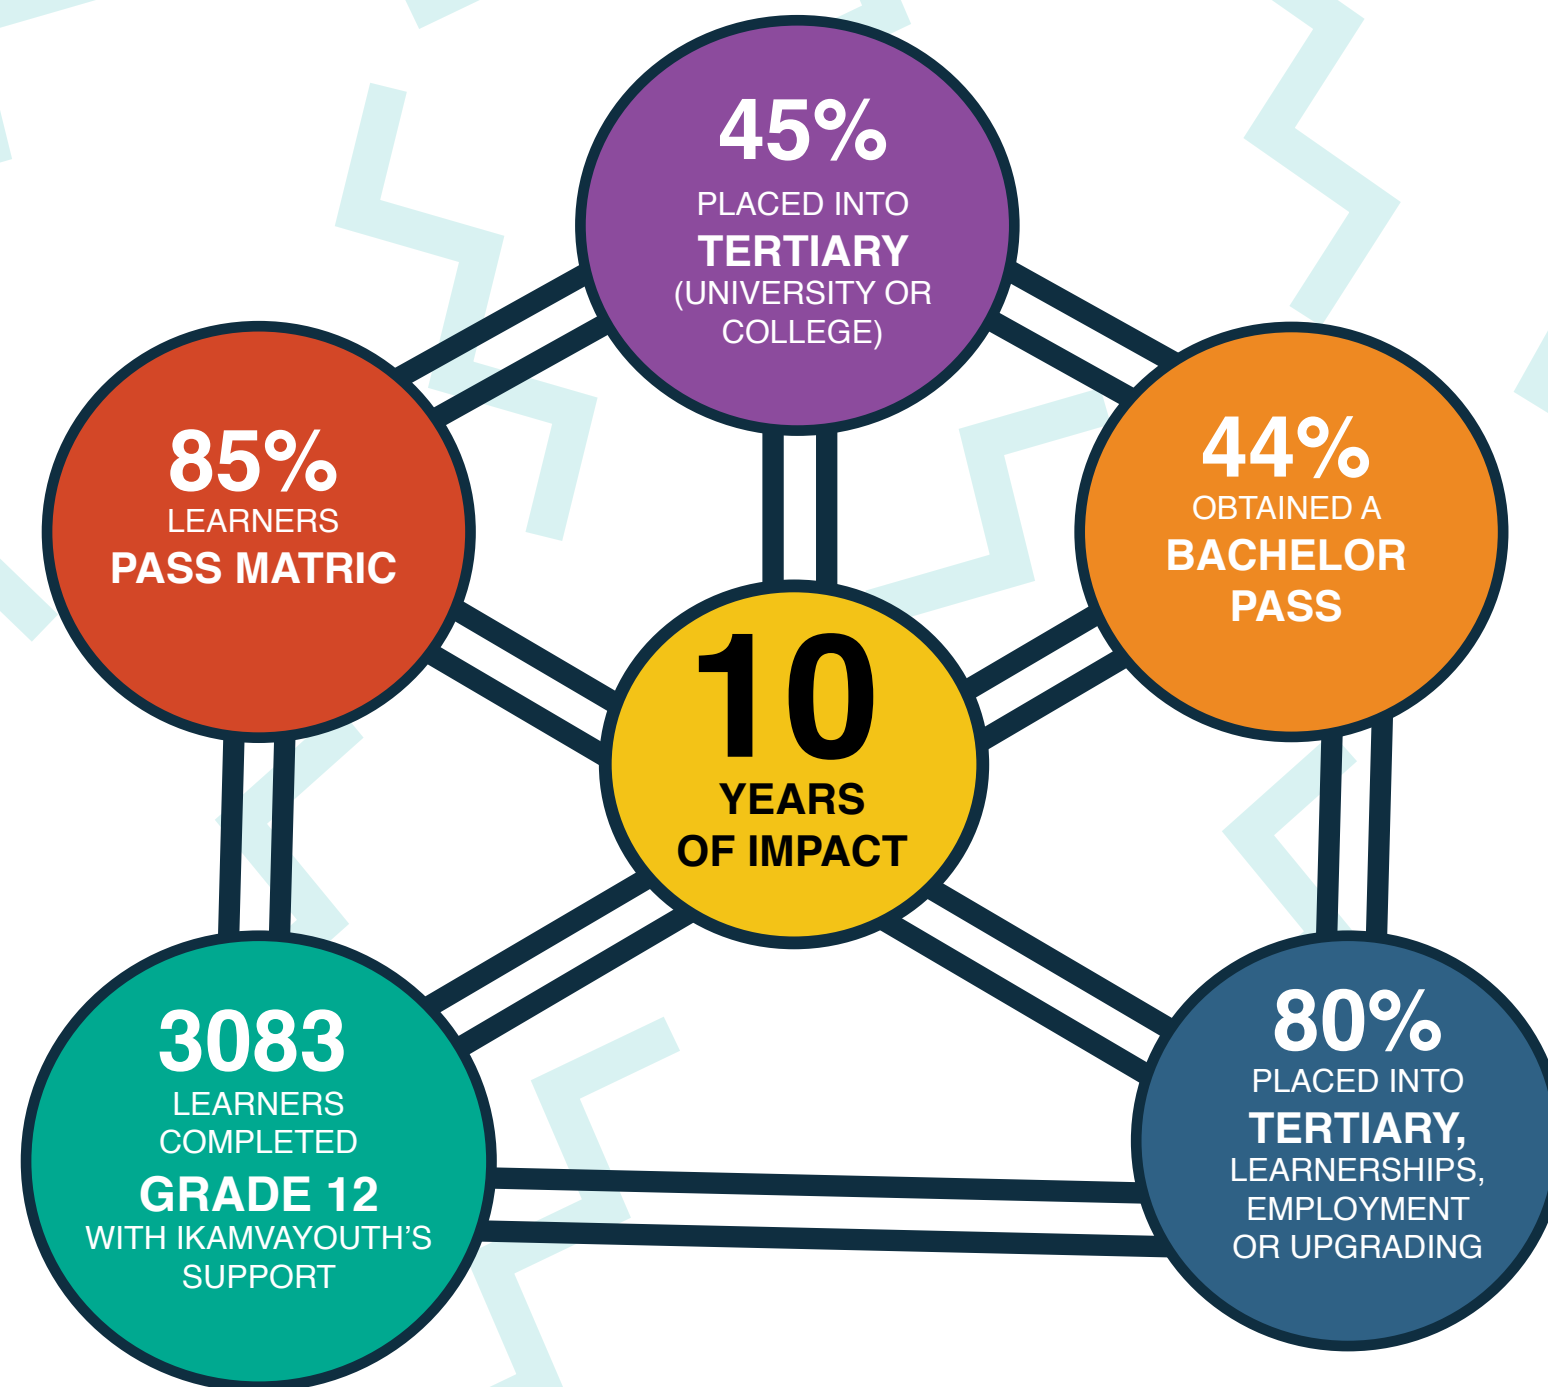 45%
PLACED INTO
TERTIARY
(UNIVERSITY OR
COLLEGE)
85%
LEARNERS
PASS MATRIC
44%
OBTAINED A
BACHELOR
PASS
10
YEARS
OF IMPACT
3083
LEARNERS
COMPLETED
GRADE 12
WITH IKAMVAYOUTH'S
SUPPORT
80%
PLACED INTO
TERTIARY,
LEARNERSHIPS,
EMPLOYMENT
OR UPGRADING